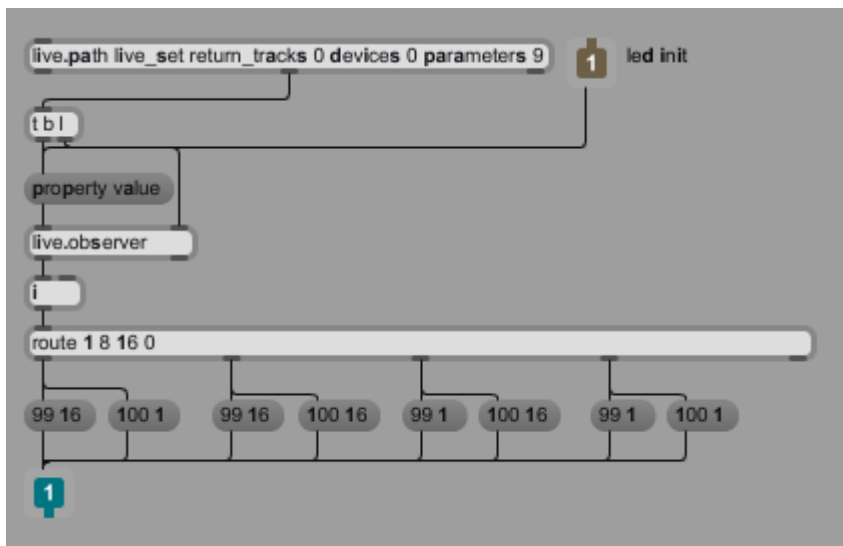 live.path live_set return_tracks 0 devices 0 parameters 9
1
led init
t b l
property value
live.observer
i
route 1 8 16 0
99 16
100 1
99 16
100 16
99 1
100 16
99 1
100 1
1